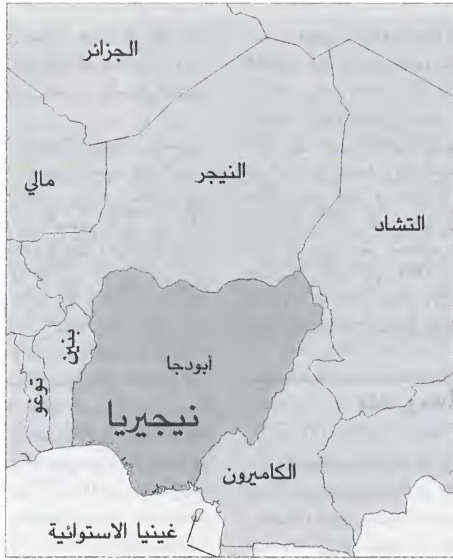 الجزائر
النيجر
مالي
التشاد
بنين
توغو
أبودجا
نيجيريا
الكاميرون
غينيا الاستوائية